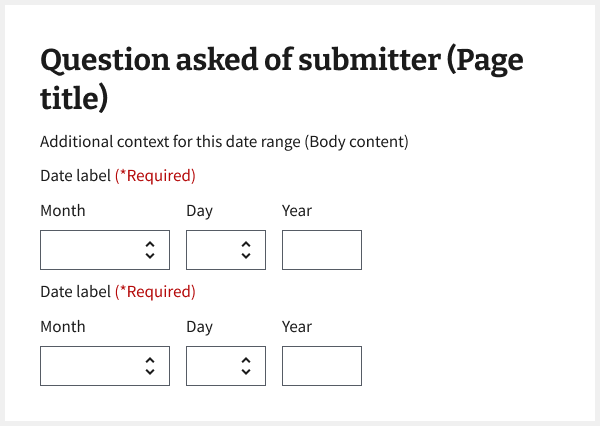 Question asked of submitter (Page
title)
Additional context for this date range (Body content)
Date label (*Required)
Month Day Year
Date label (*Required)
Month Day Year